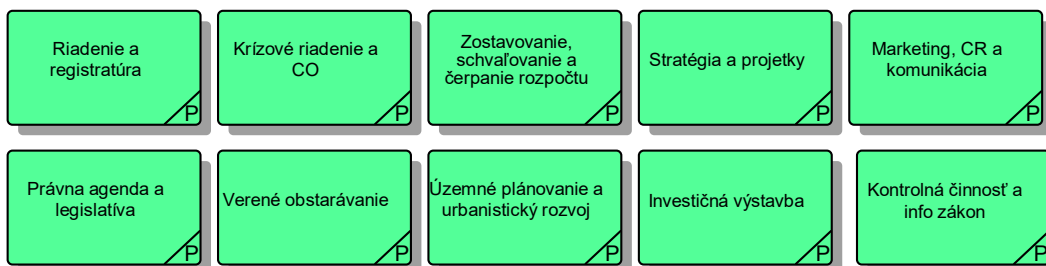 Riadenie a
registratúra
P
Krízové riadenie a
CO
P
Zostavovanie,
schvaľovanie a
čerpanie rozpočtu
P
Stratégia a projetky
P
Marketing, CR a
komunikácia
P
Právna agenda a
legislatíva
P
Verené obstarávanie
P
Územné plánovanie a
urbanistický rozvoj
P
Investičná výstavba
P
Kontrolná činnosť a
info zákon
P